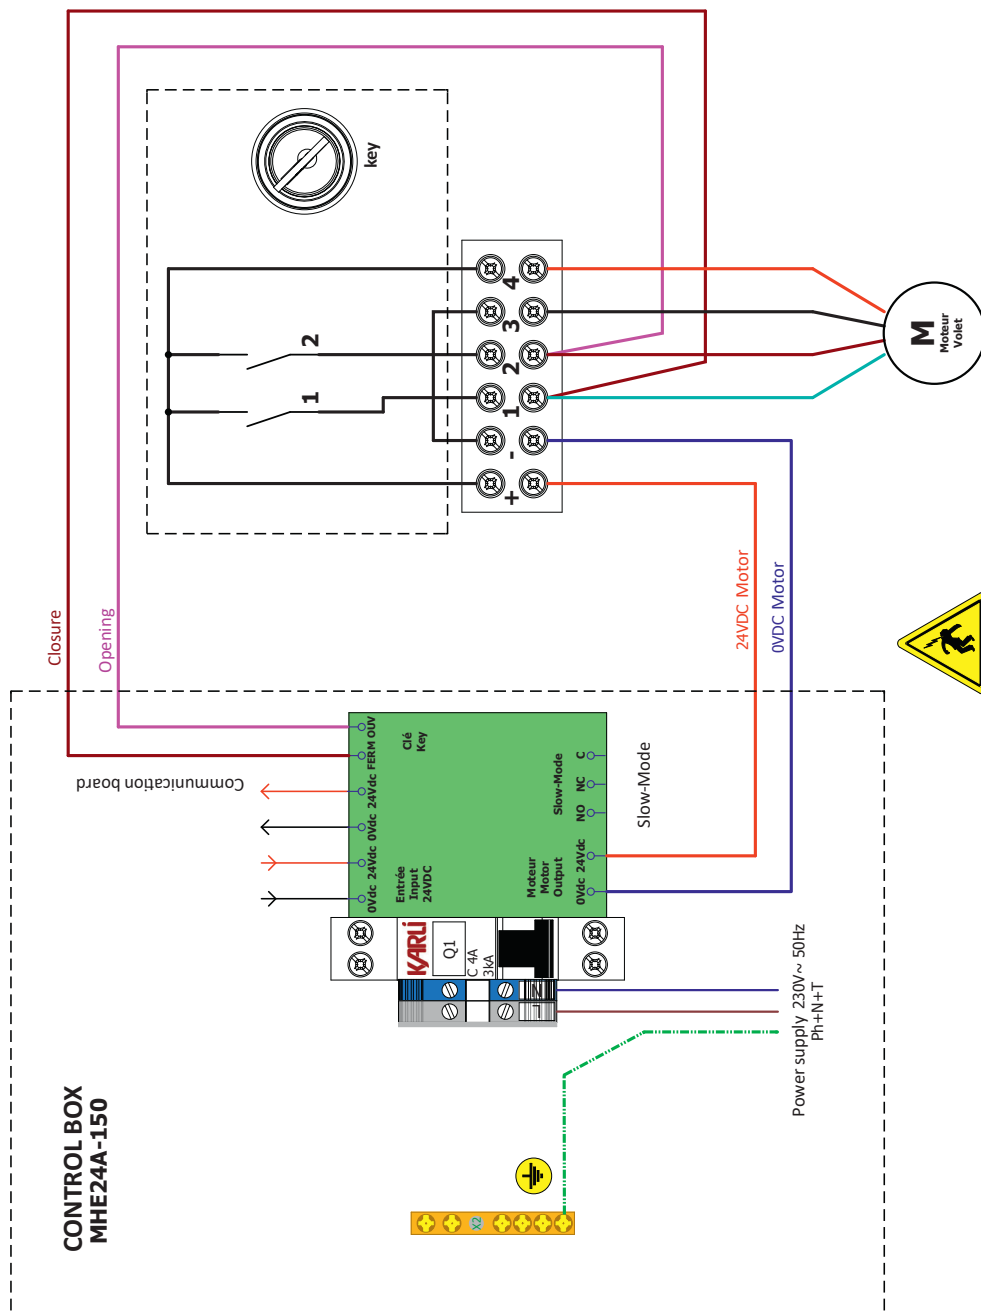 CONTROL BOX
MHE24A-150
Closure
Opening
Communication board
0Vdc 24Vdc 0Vdc 24Vdc FERM OUV
Entrée
Input
24VDC
Clé
Key
Moteur
Motor
Output
0Vdc 24Vdc NO NC C
Slow-Mode
Slow-Mode
KARLi
Q1
C 4A
3kA
L N
X2
Power supply 230V~ 50Hz
Ph+N+T
24VDC Motor
0VDC Motor
key
1 2
+ - 1 2 3 4
M
Moteur
Volet